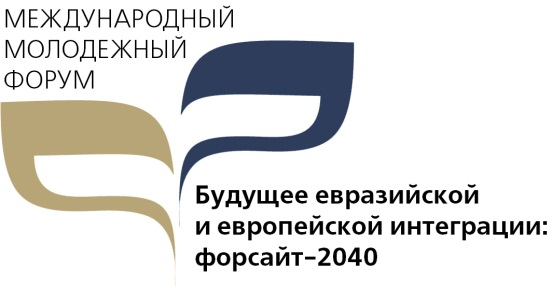 МЕЖДУНАРОДНЫЙ
МОЛОДЕЖНЫЙ
ФОРУМ
Будущее евразийской
и европейской интеграции:
форсайт–2040